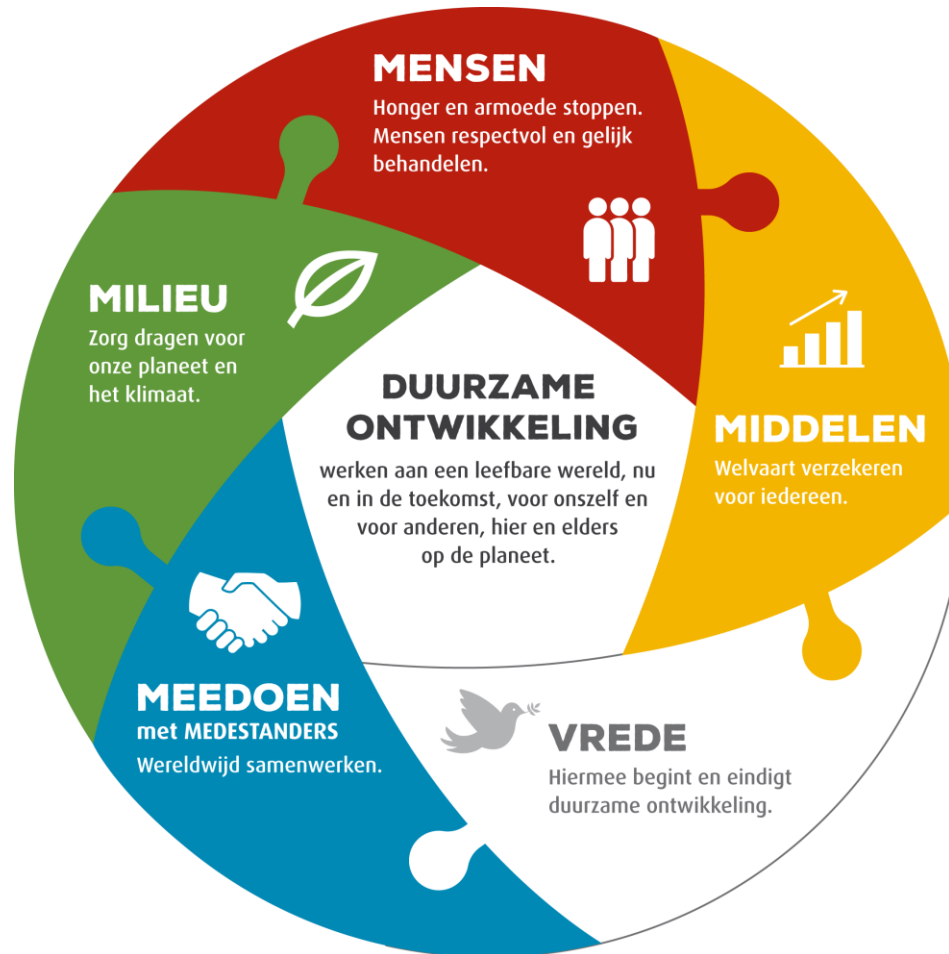 MENSEN
Honger en armoede stoppen.
Mensen respectvol en gelijk
behandelen.
MILIEU
Zorg dragen voor
onze planeet en
het klimaat.
DUURZAME
ONTWIKKELING
werken aan een leefbare wereld, nu
en in de toekomst, voor onszelf en
voor anderen, hier en elders
op de planeet.
MIDDELEN
Welvaart verzekeren
voor iedereen.
MEEDOEN
met MEDESTANDERS
Wereldwijd samenwerken.
VREDE
Hiermee begint en eindigt
duurzame ontwikkeling.